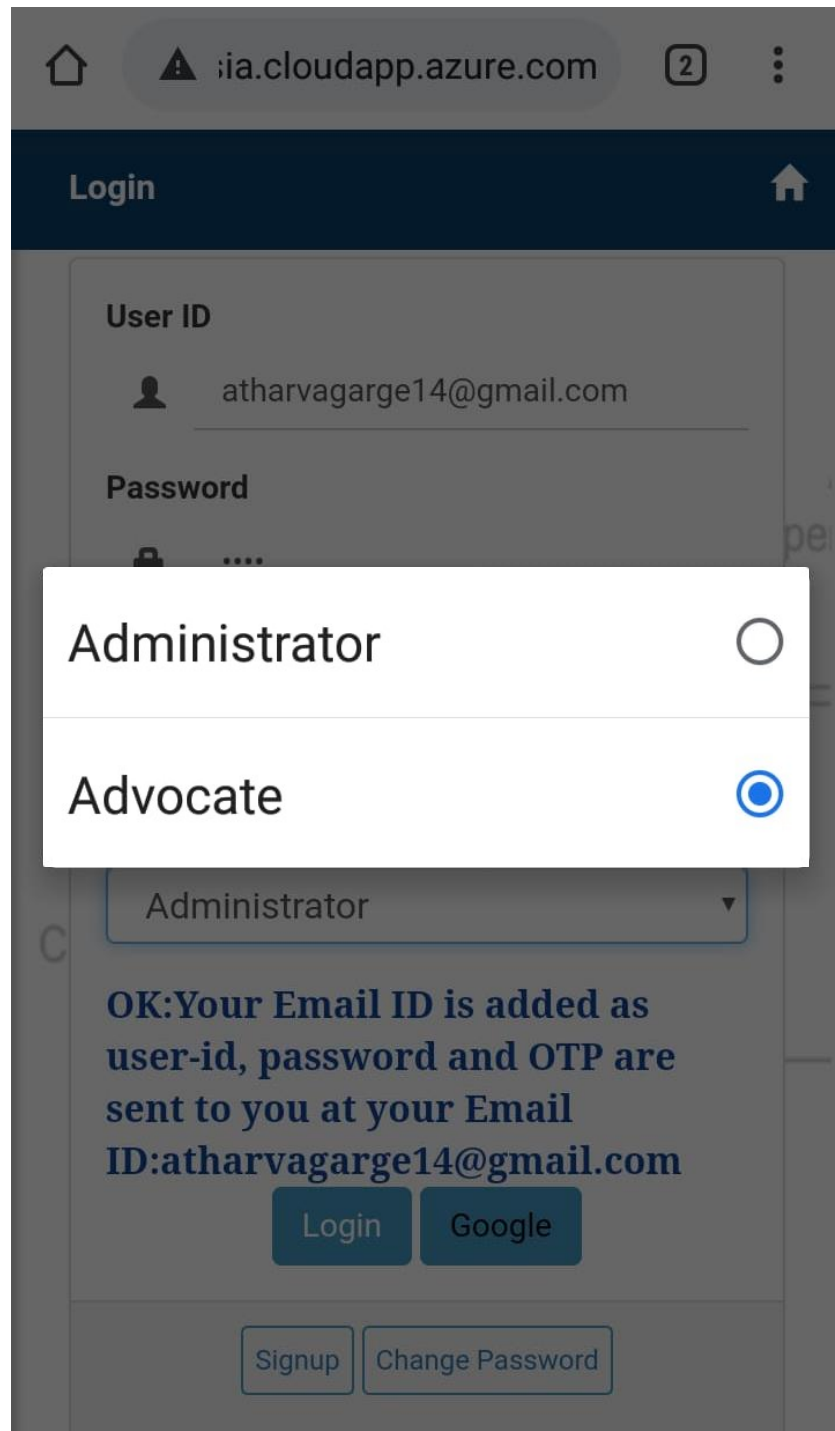 sia.cloudapp.azure.com
2
Login
User ID
atharvagarge14@gmail.com
Password
••••
Administrator
Advocate
Administrator
OK:Your Email ID is added as
user-id, password and OTP are
sent to you at your Email
ID:atharvagarge14@gmail.com
Login Google
Signup Change Password